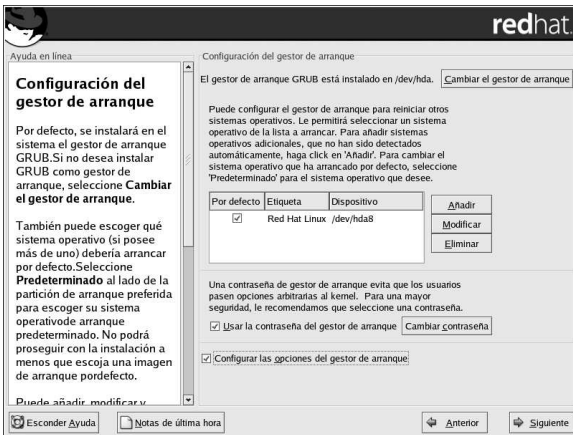 redhat.
Ayuda en línea
Configuración del
gestor de arranque
Por defecto, se instalará en el
sistema el gestor de arranque
GRUB.Si no desea instalar
GRUB como gestor de
arranque, seleccione Cambiar
el gestor de arranque.
También puede escoger qué
sistema operativo (si posee
más de uno) debería arrancar
por defecto.Seleccione
Predeterminado al lado de la
partición de arranque preferida
para escoger su sistema
operativode arranque
predeterminado. No podrá
proseguir con la instalación a
menos que escoja una imagen
de arranque pordefecto.
Puede añadir, modificar y
Configuración del gestor de arranque
El gestor de arranque GRUB está instalado en /dev/hda. Cambiar el gestor de arranque
Puede configurar el gestor de arranque para reiniciar otros
sistemas operativos. Le permitirá seleccionar un sistema
operativo de la lista a arrancar. Para añadir sistemas
operativos adicionales, que no han sido detectados
automáticamente, haga click en 'Añadir'. Para cambiar el
sistema operativo que ha arrancado por defecto, seleccione
'Predeterminado' para el sistema operativo que desee.
Por defecto Etiqueta Dispositivo
Red Hat Linux /dev/hda8
Añadir
Modificar
Eliminar
Una contraseña de gestor de arranque evita que los usuarios
pasen opciones arbitrarias al kernel. Para una mayor
seguridad, le recomendamos que seleccione una contraseña.
Usar la contraseña del gestor de arranque Cambiar contraseña
Configurar las opciones del gestor de arranque
Esconder Ayuda Notas de última hora Anterior Siguiente